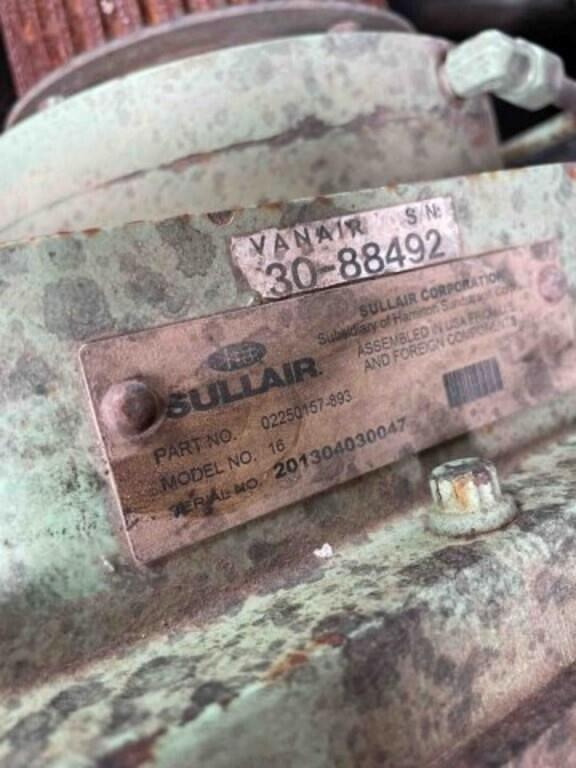 VANAIR S/N:
30-88492
SULLAIR CORPORATION
Subsidiary of Hamilton
ASSEMBLED IN USA FROM
AND FOREIGN COMPONENTS
SULLAIR.
PART NO. 02250157-893
MODEL NO. 16
SERIAL NO. 201304030047